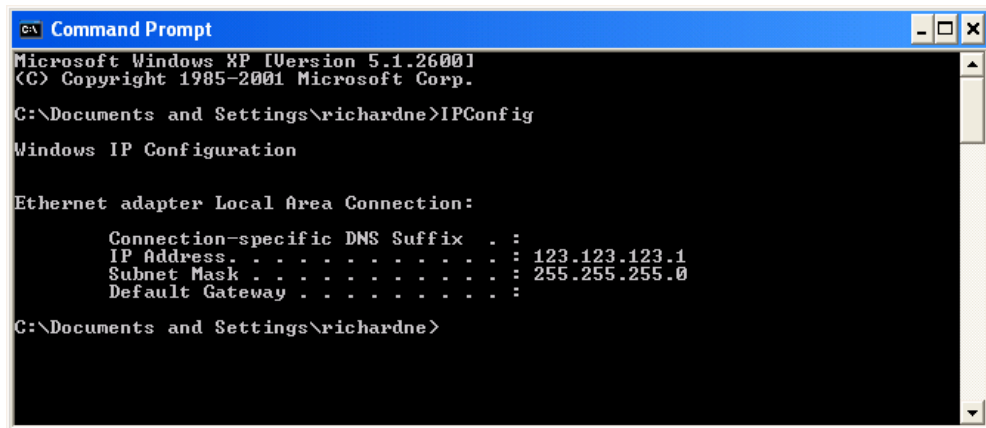 Command Prompt
Microsoft Windows XP [Version 5.1.2600]
(C) Copyright 1985-2001 Microsoft Corp.
C:\Documents and Settings\richardne>IPConfig
Windows IP Configuration
Ethernet adapter Local Area Connection:
Connection-specific DNS Suffix  . :
IP Address. . . . . . . . . . . . : 123.123.123.1
Subnet Mask . . . . . . . . . . . : 255.255.255.0
Default Gateway . . . . . . . . . :
C:\Documents and Settings\richardne>